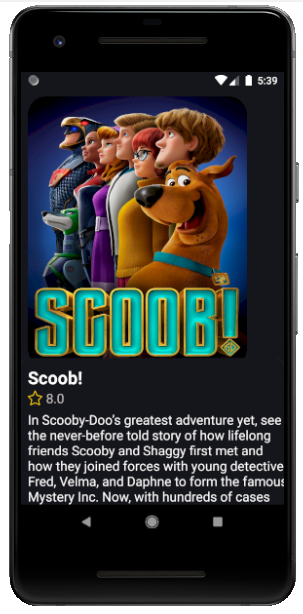 5:39
SCOOB!
Scoob!
8.0
In Scooby-Doo's greatest adventure yet, see
the never-before told story of how lifelong
friends Scooby and Shaggy first met and
how they joined forces with young detective
Fred, Velma, and Daphne to form the famous
Mystery Inc. Now, with hundreds of cases